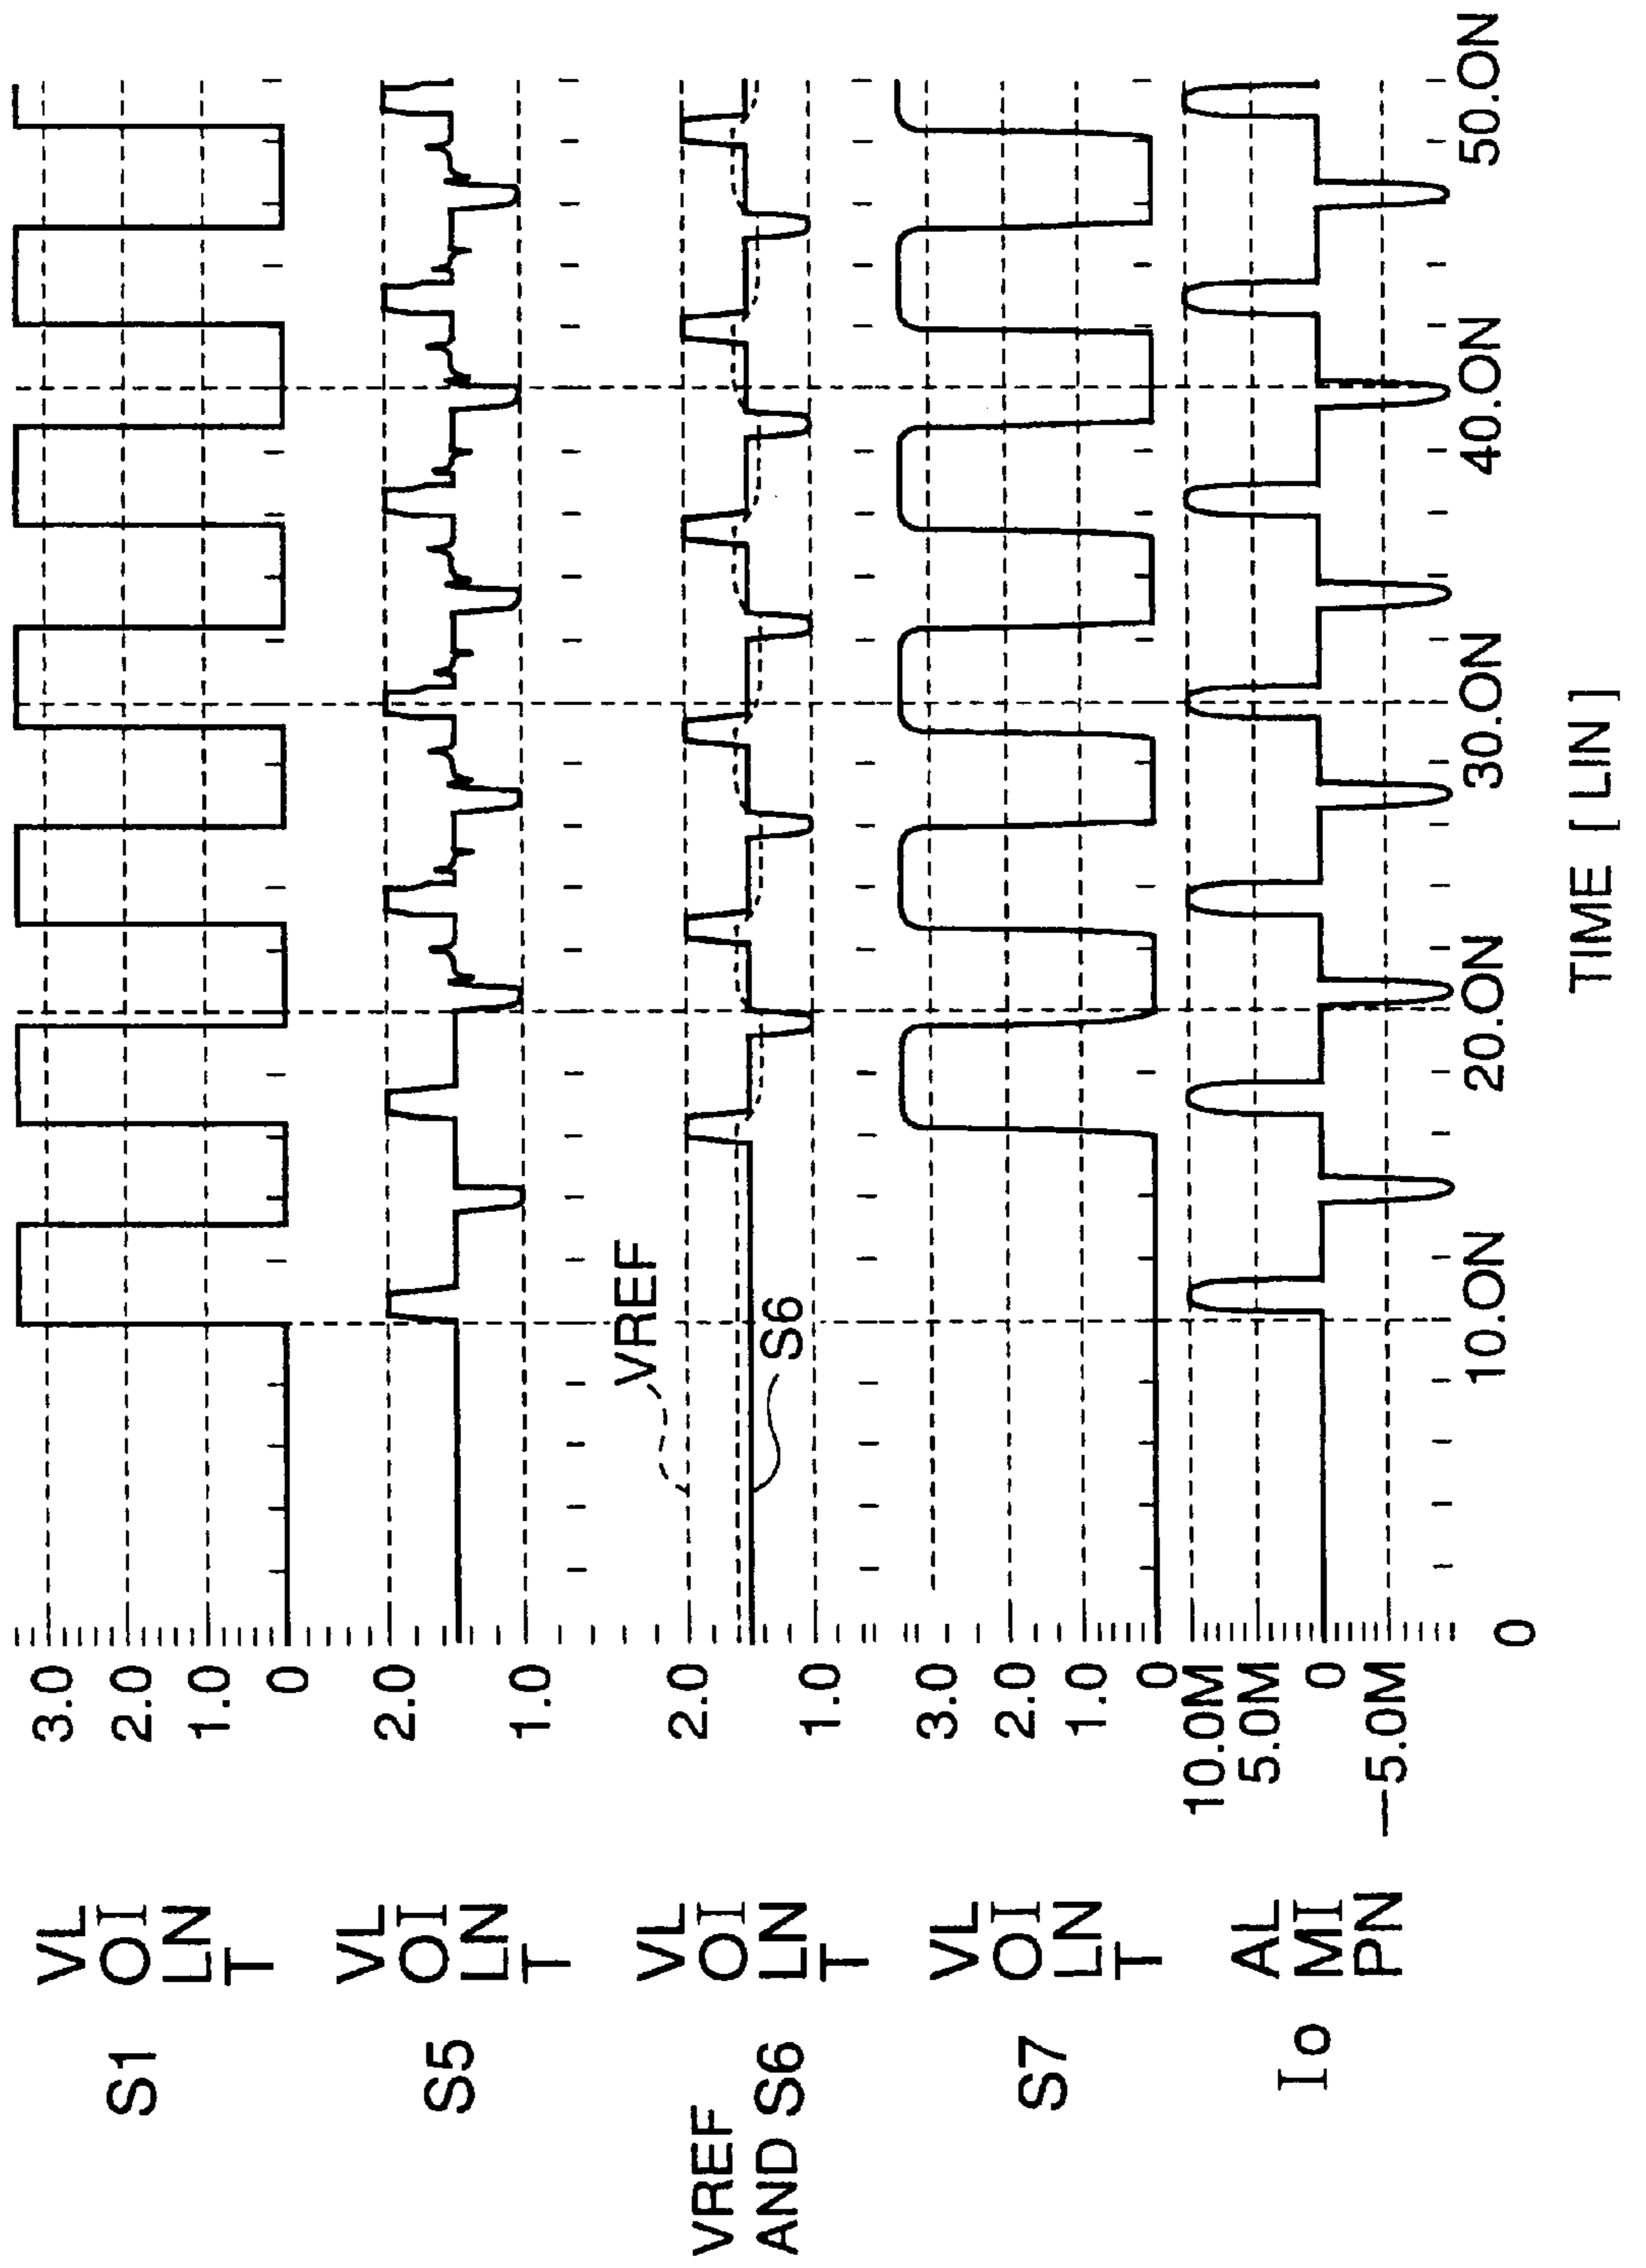 S1
VL
OI
LN
T
3.0
2.0
1.0
0
S5
VL
OI
LN
T
2.0
1.0
VREF
AND S6
VL
OI
LN
T
2.0
1.0
VREF
S6
S7
VL
OI
LN
T
3.0
2.0
1.0
0
Io
AL
MI
PN
10.0M
5.0M
0
—5.0M
0 10.0N 20.0N 30.0N 40.0N 50.0N
TIME [ LIN ]